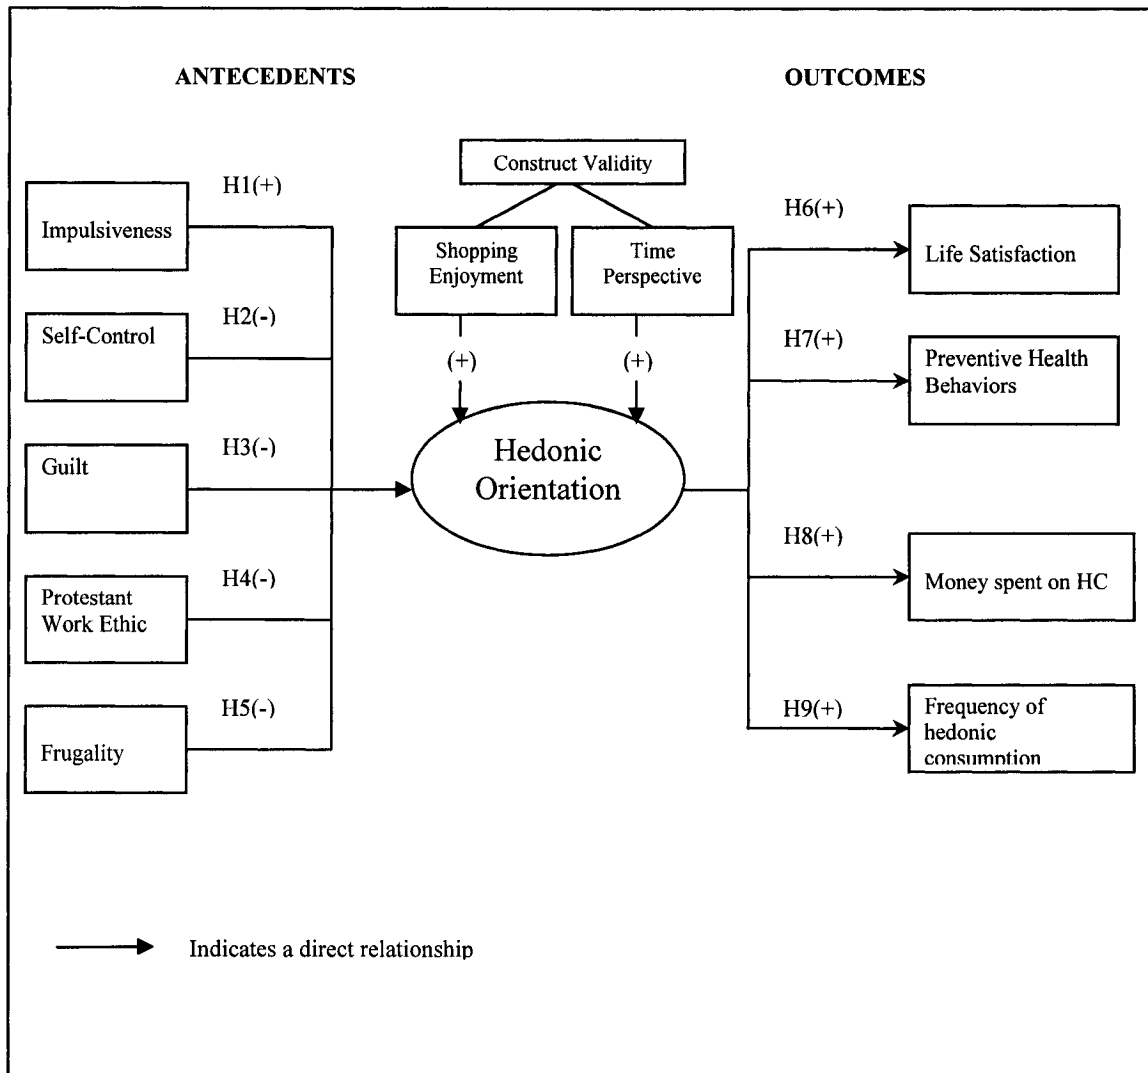 ANTECEDENTS
OUTCOMES
Construct Validity
H1(+)
Impulsiveness
Shopping
Enjoyment
Time
Perspective
H6(+)
Life Satisfaction
H2(-)
Self-Control
(+)
(+)
H7(+)
Preventive Health
Behaviors
H3(-)
Guilt
Hedonic
Orientation
H4(-)
Protestant
Work Ethic
H8(+)
Money spent on HC
H5(-)
Frugality
H9(+)
Frequency of
hedonic
consumption
Indicates a direct relationship